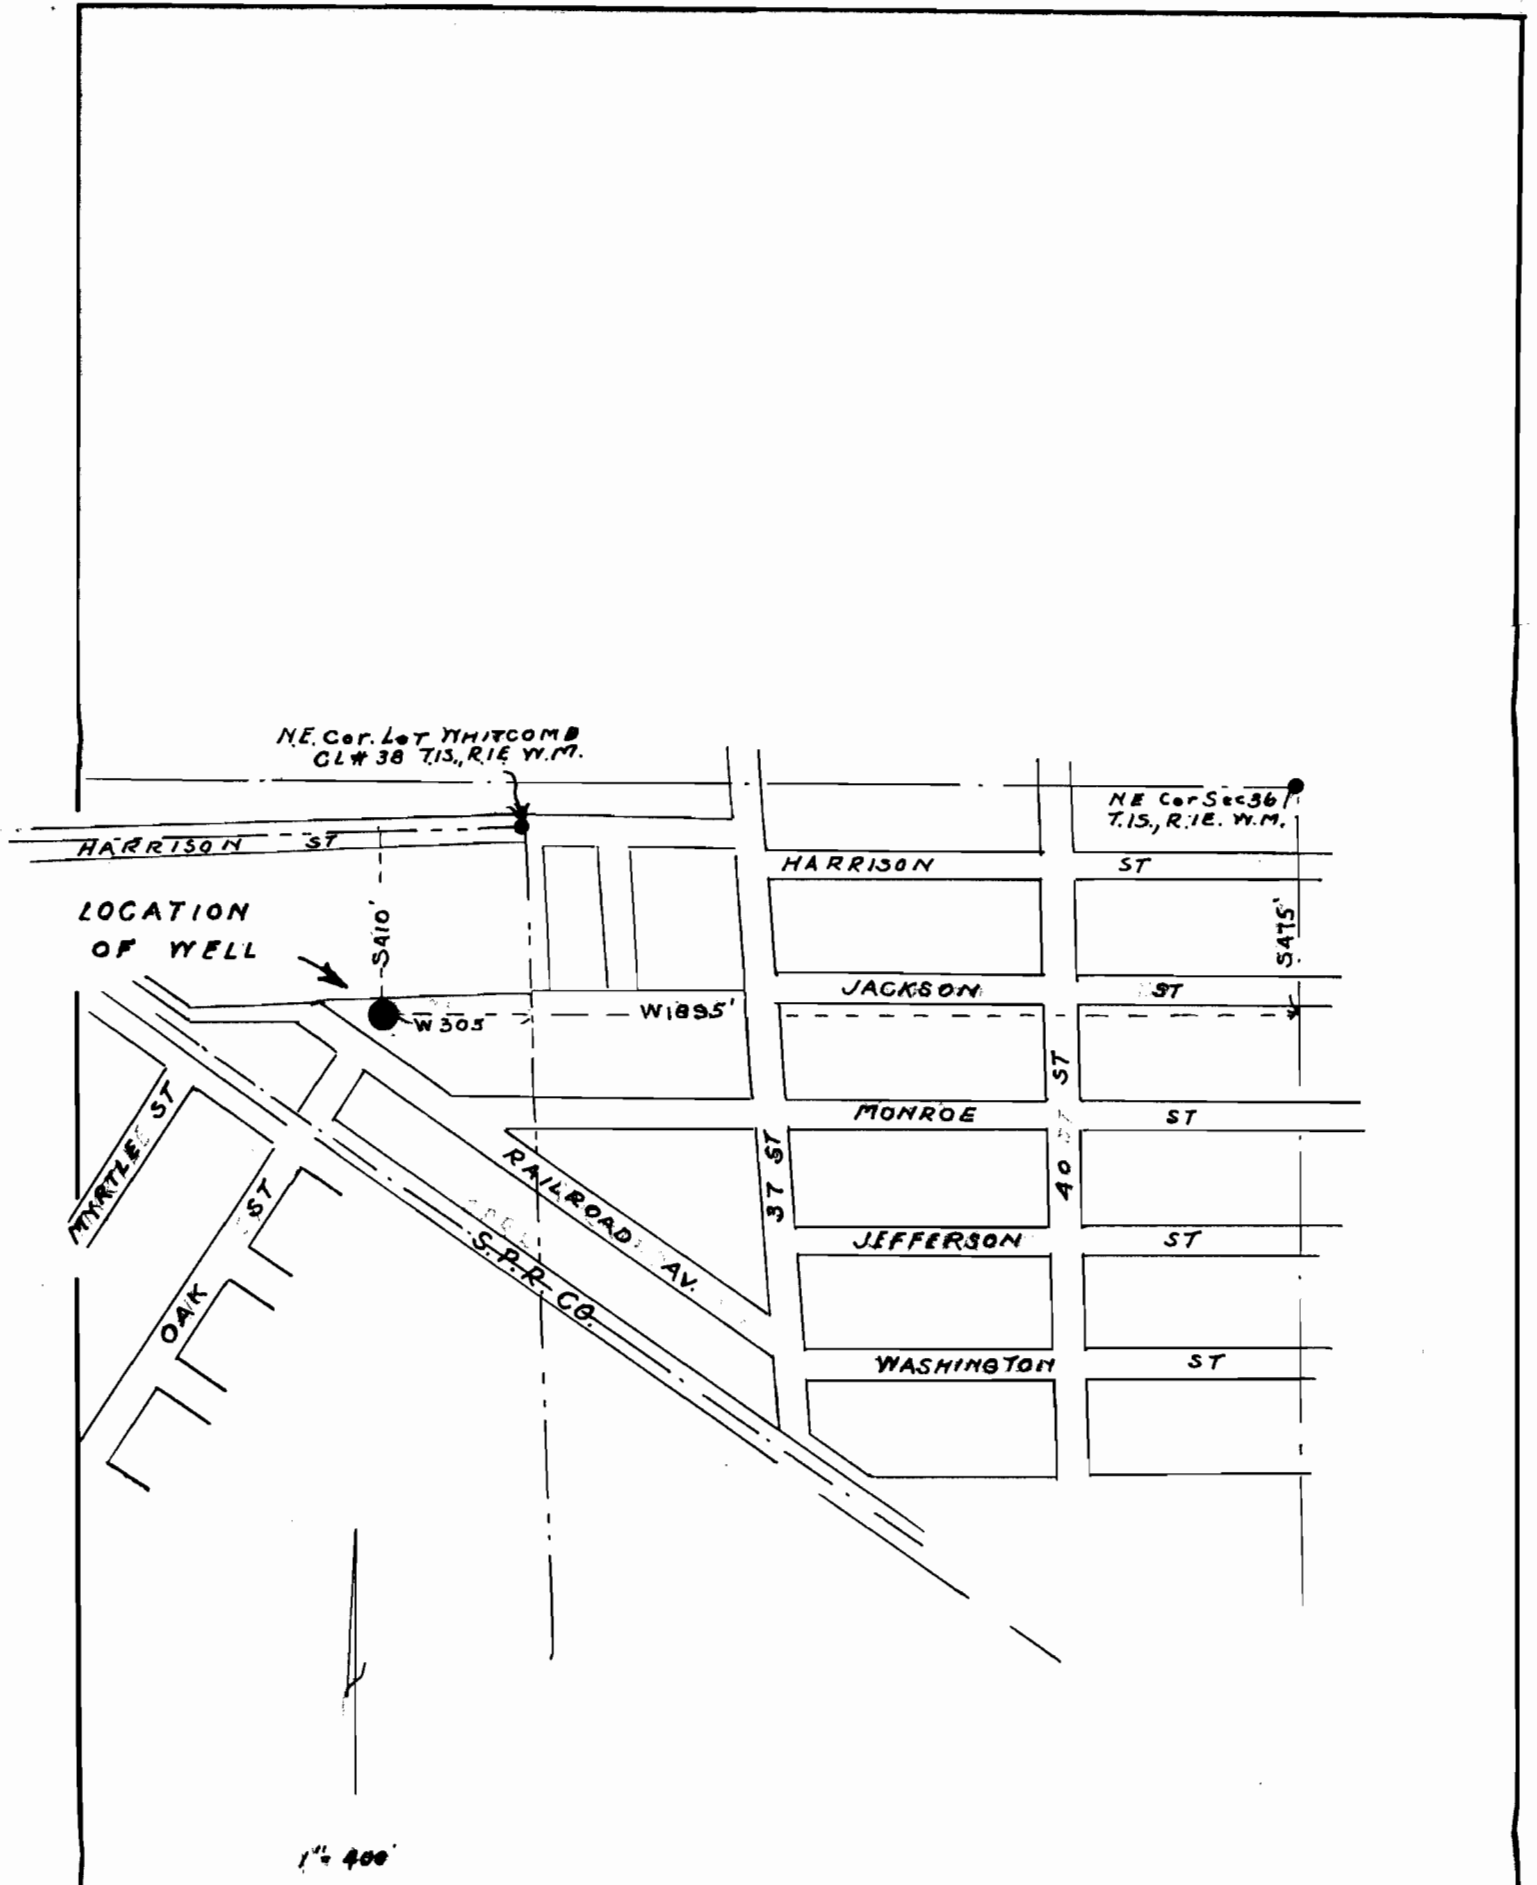 N.E. Cor. Lot WHITCOMB
CL# 38 T.1S., R.1E W.M.
NE Cor Sec 36
T.1S., R.1E. W.M.
HARRISON ST
HARRISON ST
LOCATION
OF WELL
S410'
S475'
JACKSON ST
W305
W1895'
MYRTLE ST
OAK ST
MONROE ST
37 ST
40 ST
RAILROAD AV.
S.P.R. CO.
JEFFERSON ST
WASHINGTON ST
1"= 400'